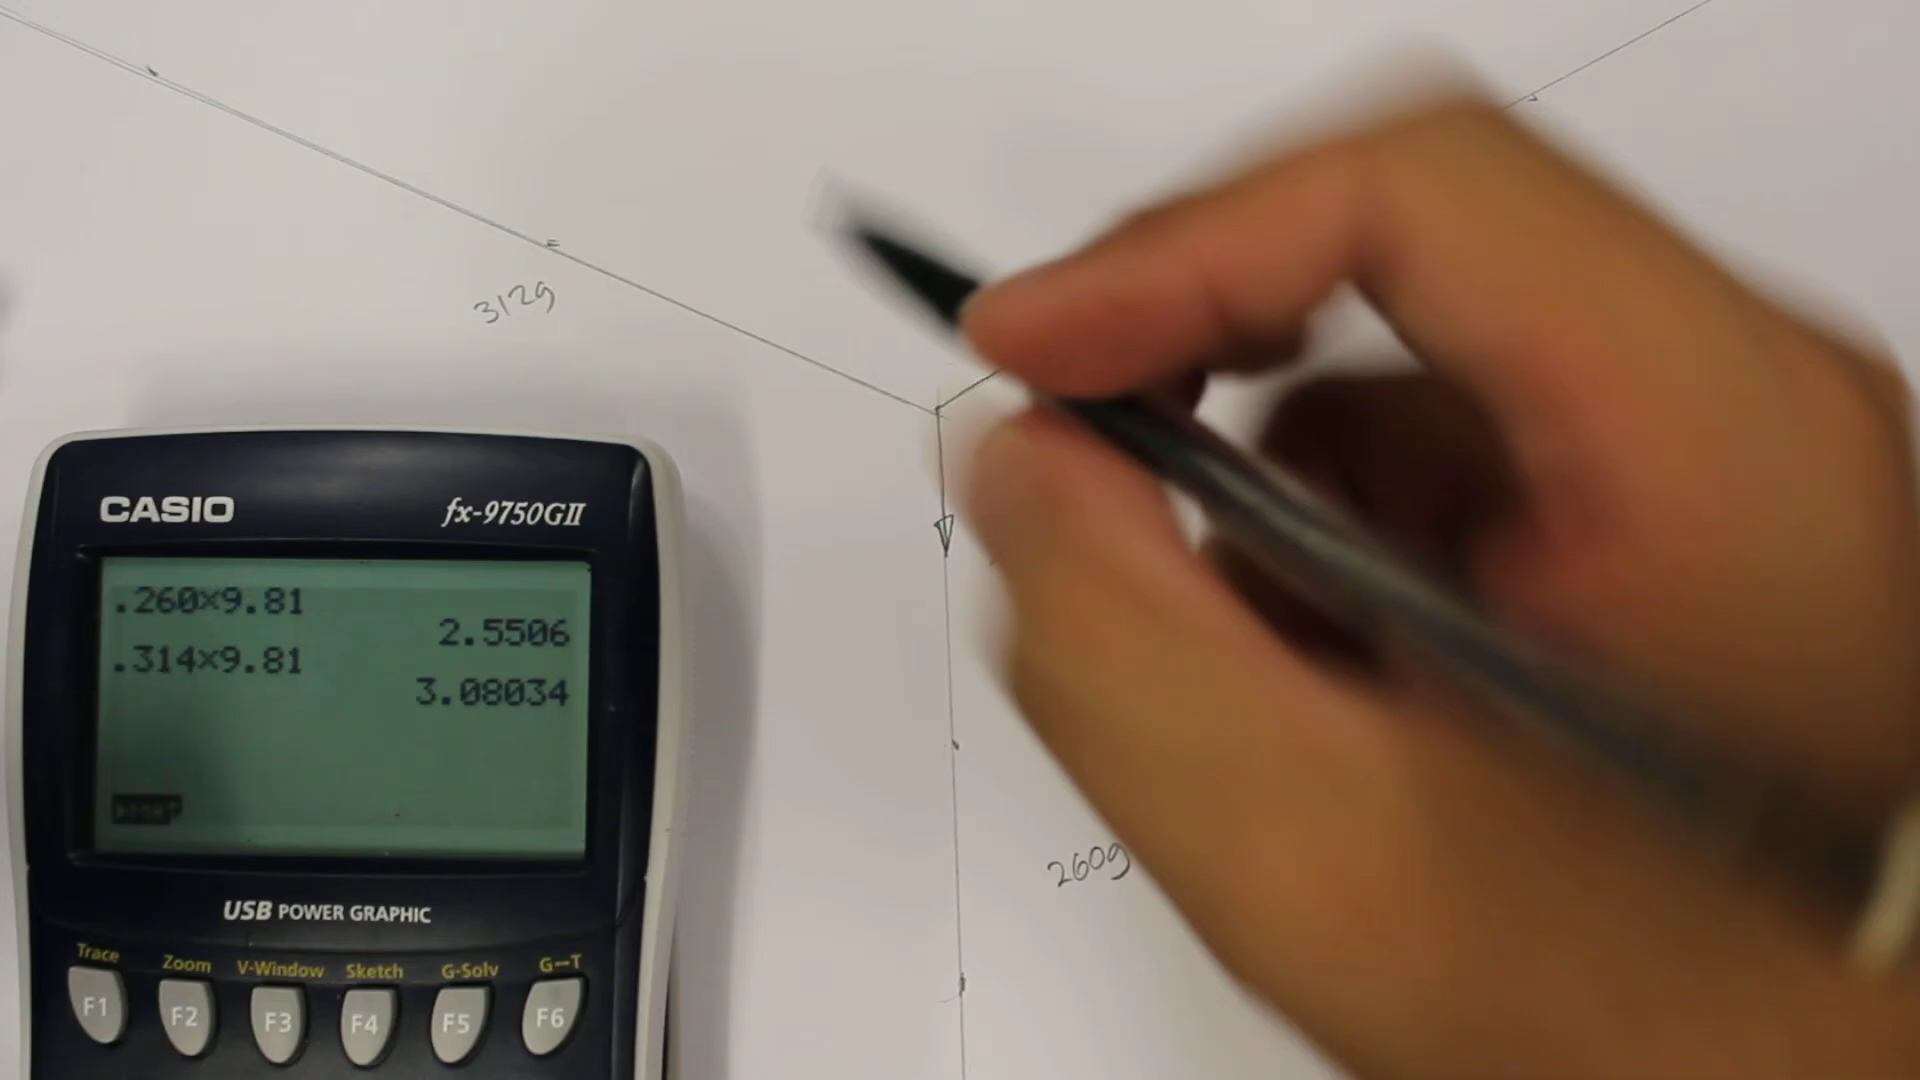 312g
CASIO fx-9750GII
.260×9.81
2.5506
.314×9.81
3.08034
USB POWER GRAPHIC
Trace Zoom V-Window Sketch G-Solv G↔T
F1 F2 F3 F4 F5 F6
260g